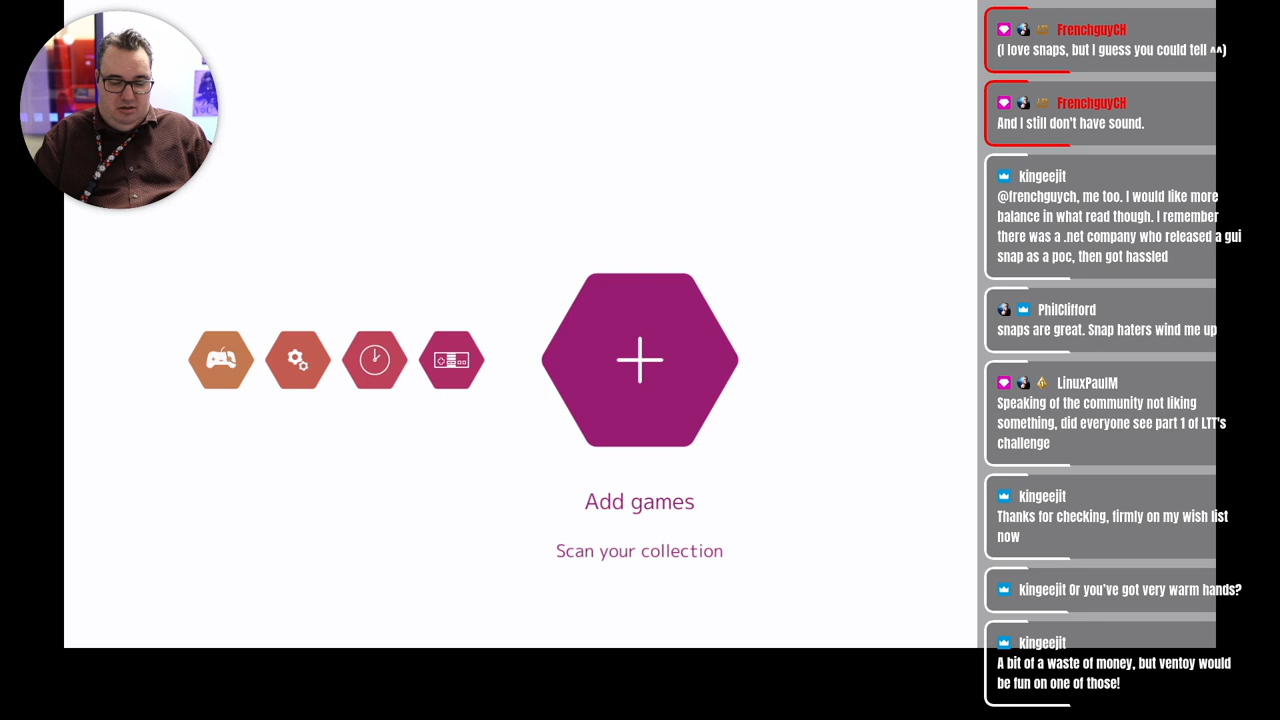 Add games
Scan your collection
FrenchguyCH
(I love snaps, but I guess you could tell ^^)
FrenchguyCH
And I still don't have sound.
kingeejit
@frenchguych, me too. I would like more
balance in what read though. I remember
there was a .net company who released a gui
snap as a poc, then got hassled
PhilClifford
snaps are great. Snap haters wind me up
LinuxPaulM
Speaking of the community not liking
something, did everyone see part 1 of LTT's
challenge
kingeejit
Thanks for checking, firmly on my wish list
now
kingeejit Or you've got very warm hands?
kingeejit
A bit of a waste of money, but ventoy would
be fun on one of those!